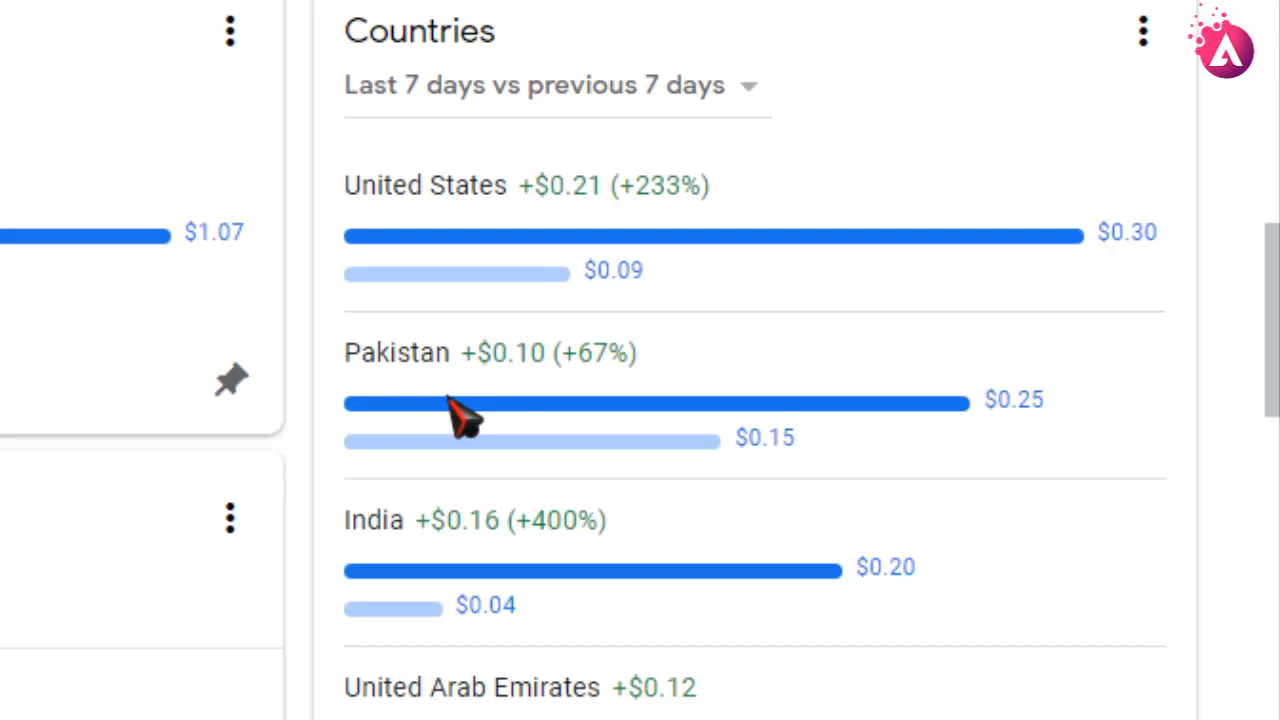 Countries
Last 7 days vs previous 7 days
$1.07
United States +$0.21 (+233%)
$0.30
$0.09
Pakistan +$0.10 (+67%)
$0.25
$0.15
India +$0.16 (+400%)
$0.20
$0.04
United Arab Emirates +$0.12